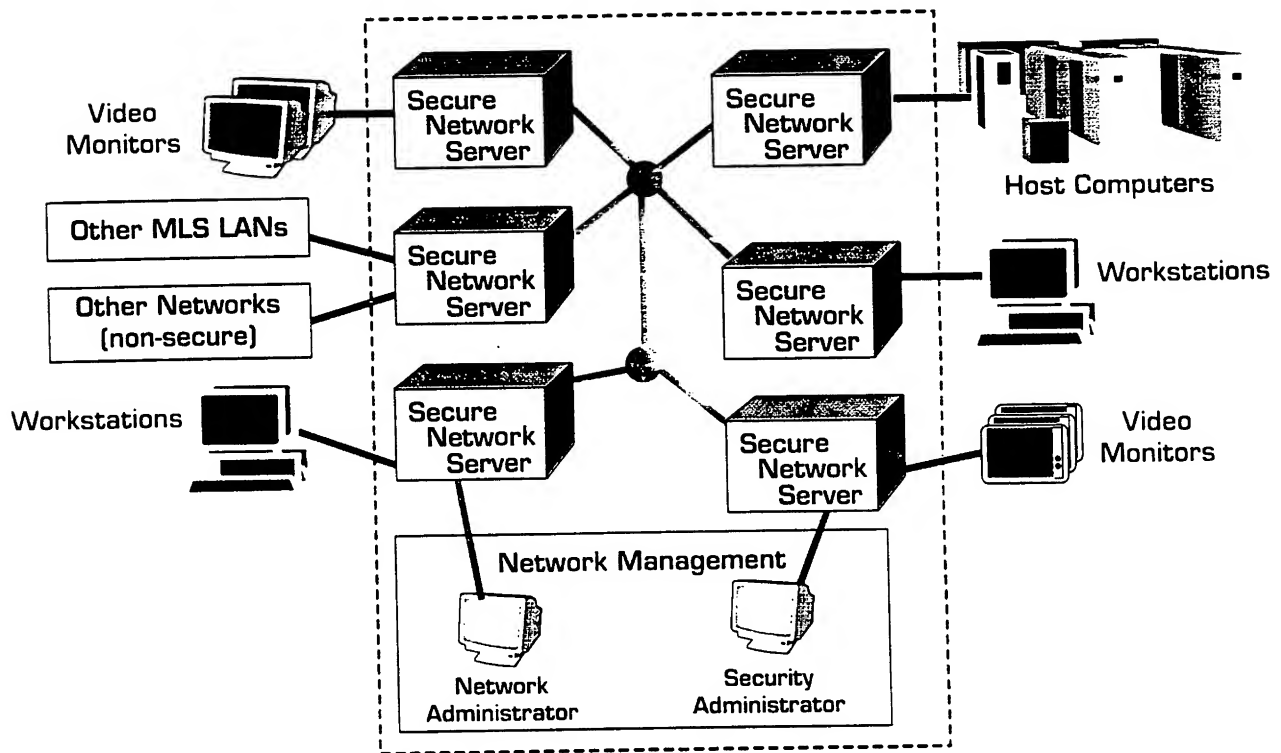 Video
Monitors
Secure
Network
Server
Secure
Network
Server
Host Computers
Other MLS LANs
Secure
Network
Server
Other Networks
(non-secure)
Secure
Network
Server
Workstations
Workstations
Secure
Network
Server
Secure
Network
Server
Video
Monitors
Network Management
Network
Administrator
Security
Administrator